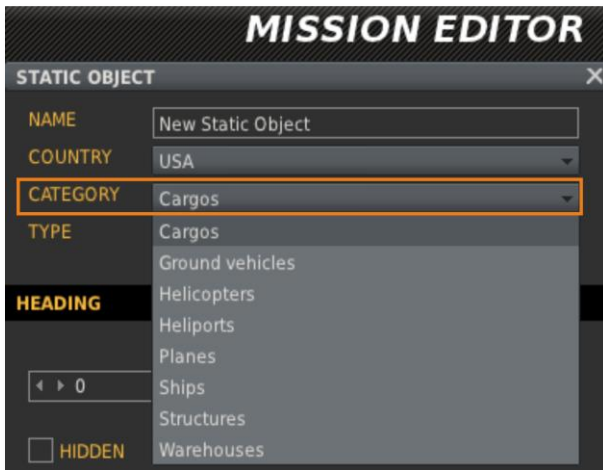 MISSION EDITOR
STATIC OBJECT
NAME New Static Object
COUNTRY USA
CATEGORY Cargos
TYPE Cargos
Ground vehicles
HEADING Helicopters
Heliports
Planes
0 Ships
Structures
HIDDEN Warehouses